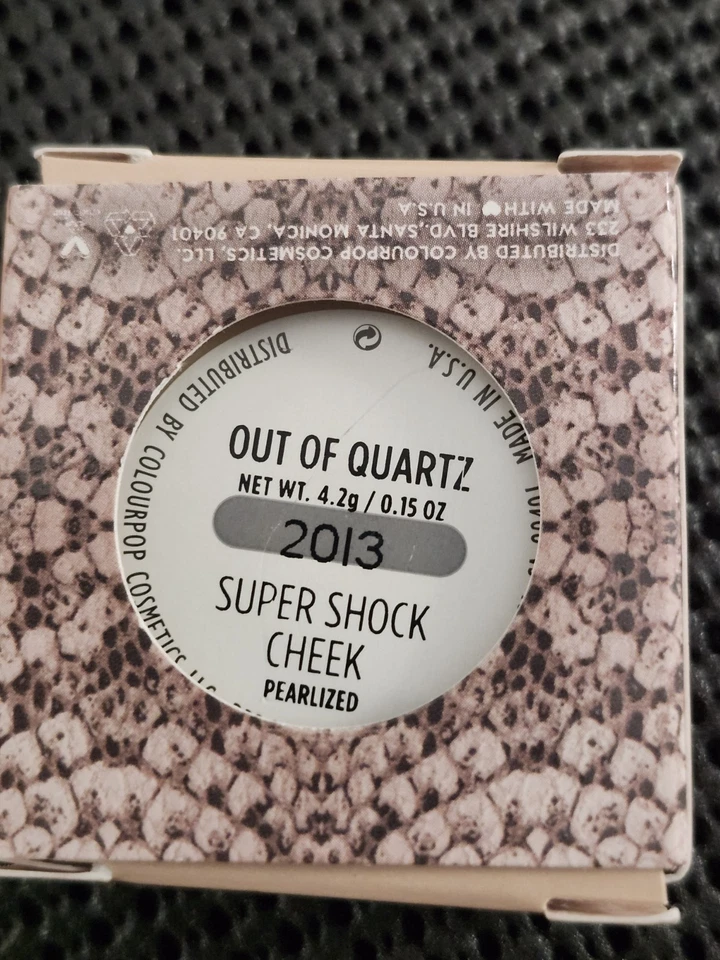 DISTRIBUTED BY COLOURPOP COSMETICS, LLC.
233 WILSHIRE BLVD., SANTA MONICA, CA 90401
MADE WITH IN U.S.A
OUT OF QUARTZ
NET WT. 4.2g / 0.15 OZ
2013
SUPER SHOCK
CHEEK
PEARLIZED
DISTRIBUTED BY COLOURPOP COSMETICS
MADE IN U.S.A.